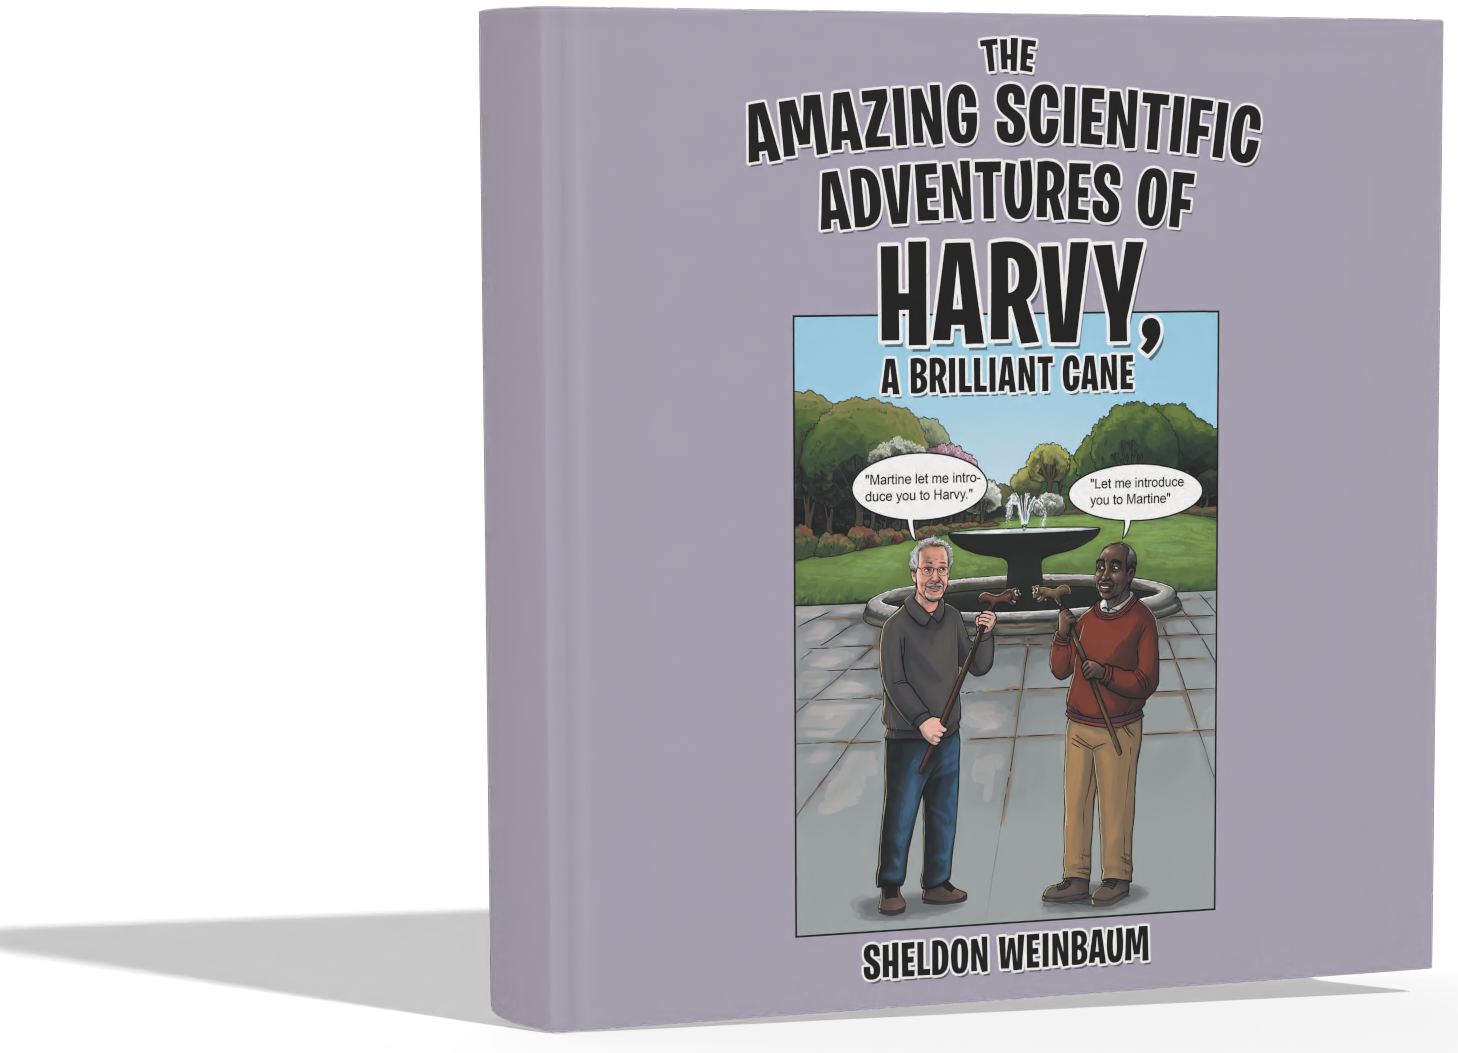 THE
AMAZING SCIENTIFIC
ADVENTURES OF
HARVY,
A BRILLIANT CANE
"Martine let me intro-
duce you to Harvy."
"Let me introduce
you to Martine"
SHELDON WEINBAUM